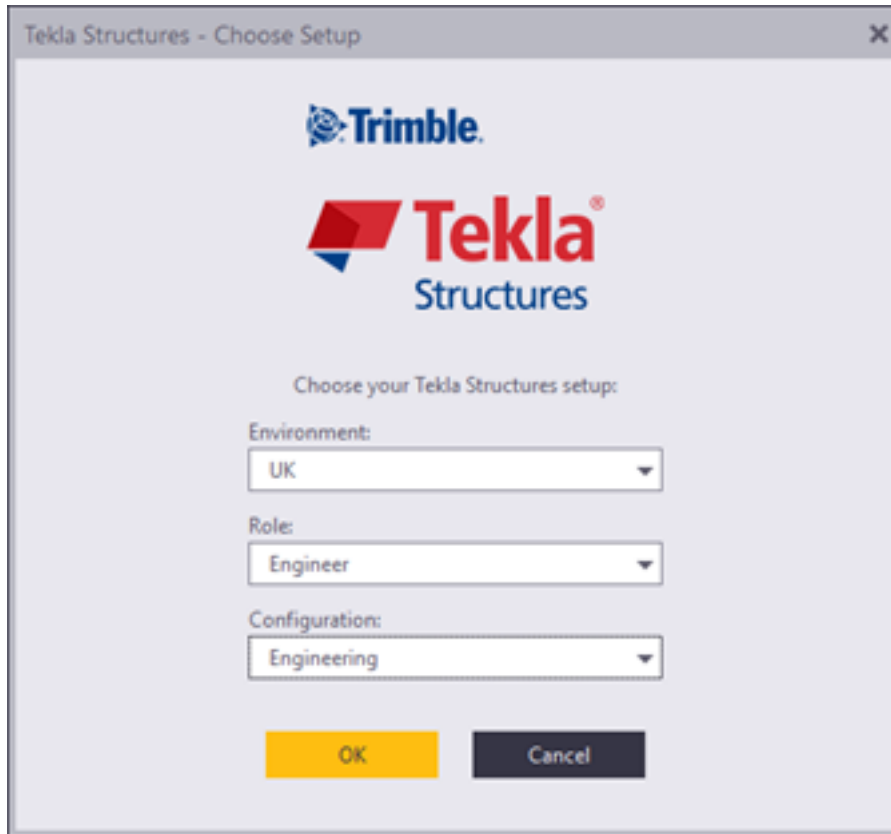 Tekla Structures - Choose Setup
Trimble.
Tekla®
Structures
Choose your Tekla Structures setup:
Environment:
UK
Role:
Engineer
Configuration:
Engineering
OK Cancel